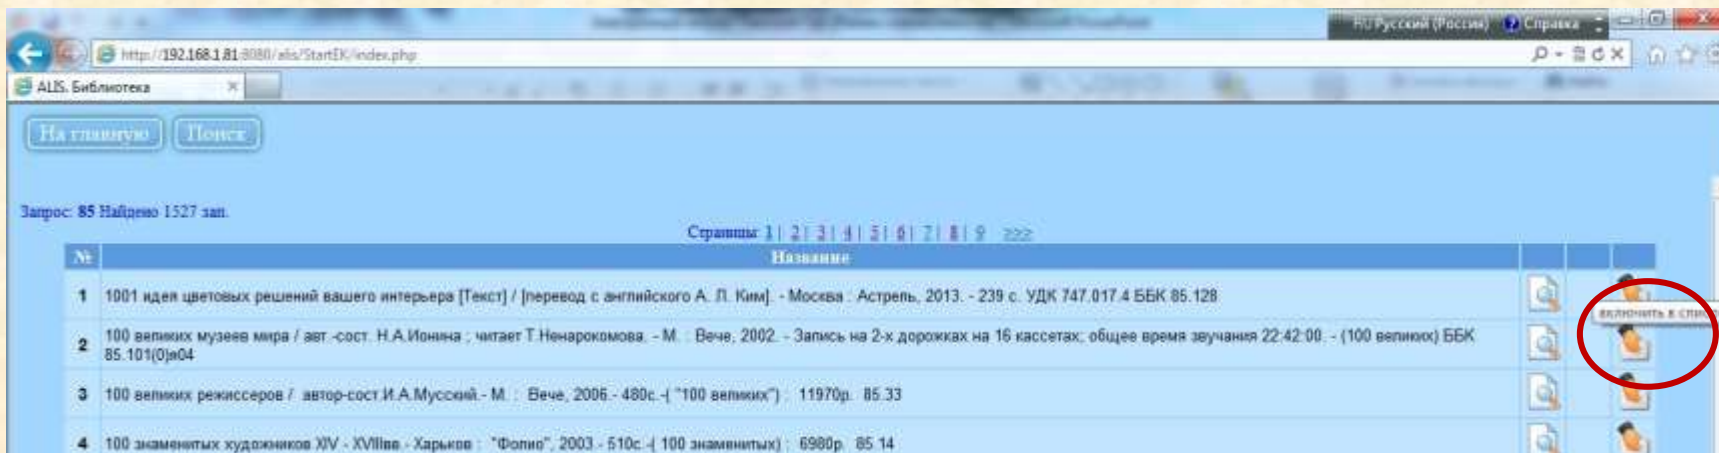 RU Русский (Россия) Справка
http://192.168.1.81:8080/alis/StartEK/index.php
ALIS. Библиотека
На главную Поиск
Запрос: 85 Найдено 1527 зап.
Страницы 1 | 2 | 3 | 4 | 5 | 6 | 7 | 8 | 9 >>>
№ Название
1 1001 идея цветовых решений вашего интерьера [Текст] / [перевод с английского А. Л. Ким]. - Москва : Астрель, 2013. - 239 с. УДК 747.017.4 ББК 85.128
включить в список
2 100 великих музеев мира / авт.-сост. Н.А.Ионина ; читает Т.Ненарокомова. - М. : Вече, 2002. - Запись на 2-х дорожках на 16 кассетах; общее время звучания 22:42:00. - (100 великих) ББК
85.101(0)я04
3 100 великих режиссеров / автор-сост.И.А.Мусский.- М. : Вече, 2006.- 480с.-( "100 великих") : 11970р. 85.33
4 100 знаменитых художников XIV - XVIIIвв.- Харьков : "Фолио", 2003.- 510с.-( 100 знаменитых) : 6980р. 85.14